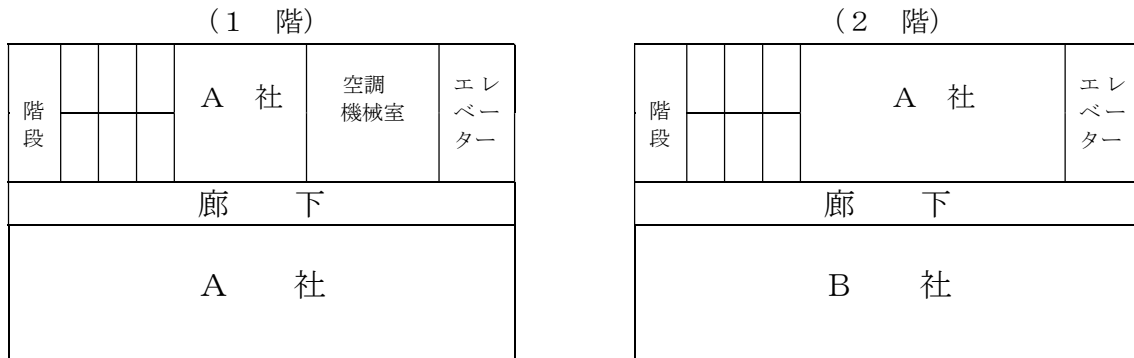 (1 階)
階
段
A 社
空調
機械室
エレ
ベー
ター
廊 下
A 社
(2 階)
階
段
A 社
エレ
ベー
ター
廊 下
B 社